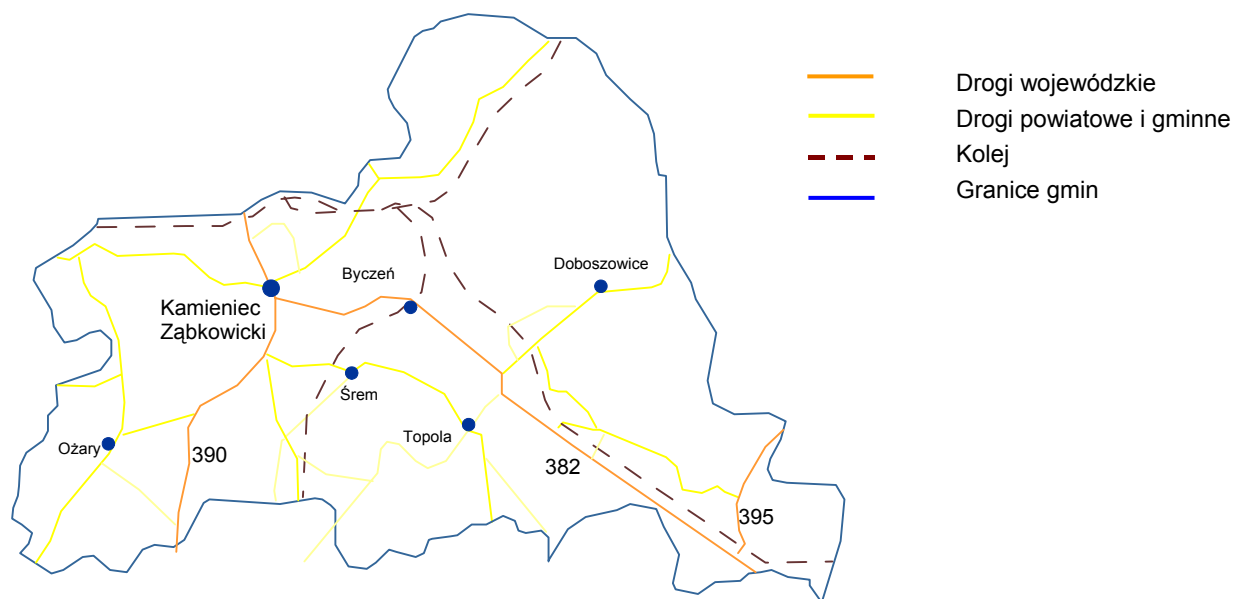 Drogi wojewódzkie
Drogi powiatowe i gminne
Kolej
Granice gmin
Byczeń
Doboszowice
Kamieniec
Ząbkowicki
Śrem
Topola
Ożary
390
382
395